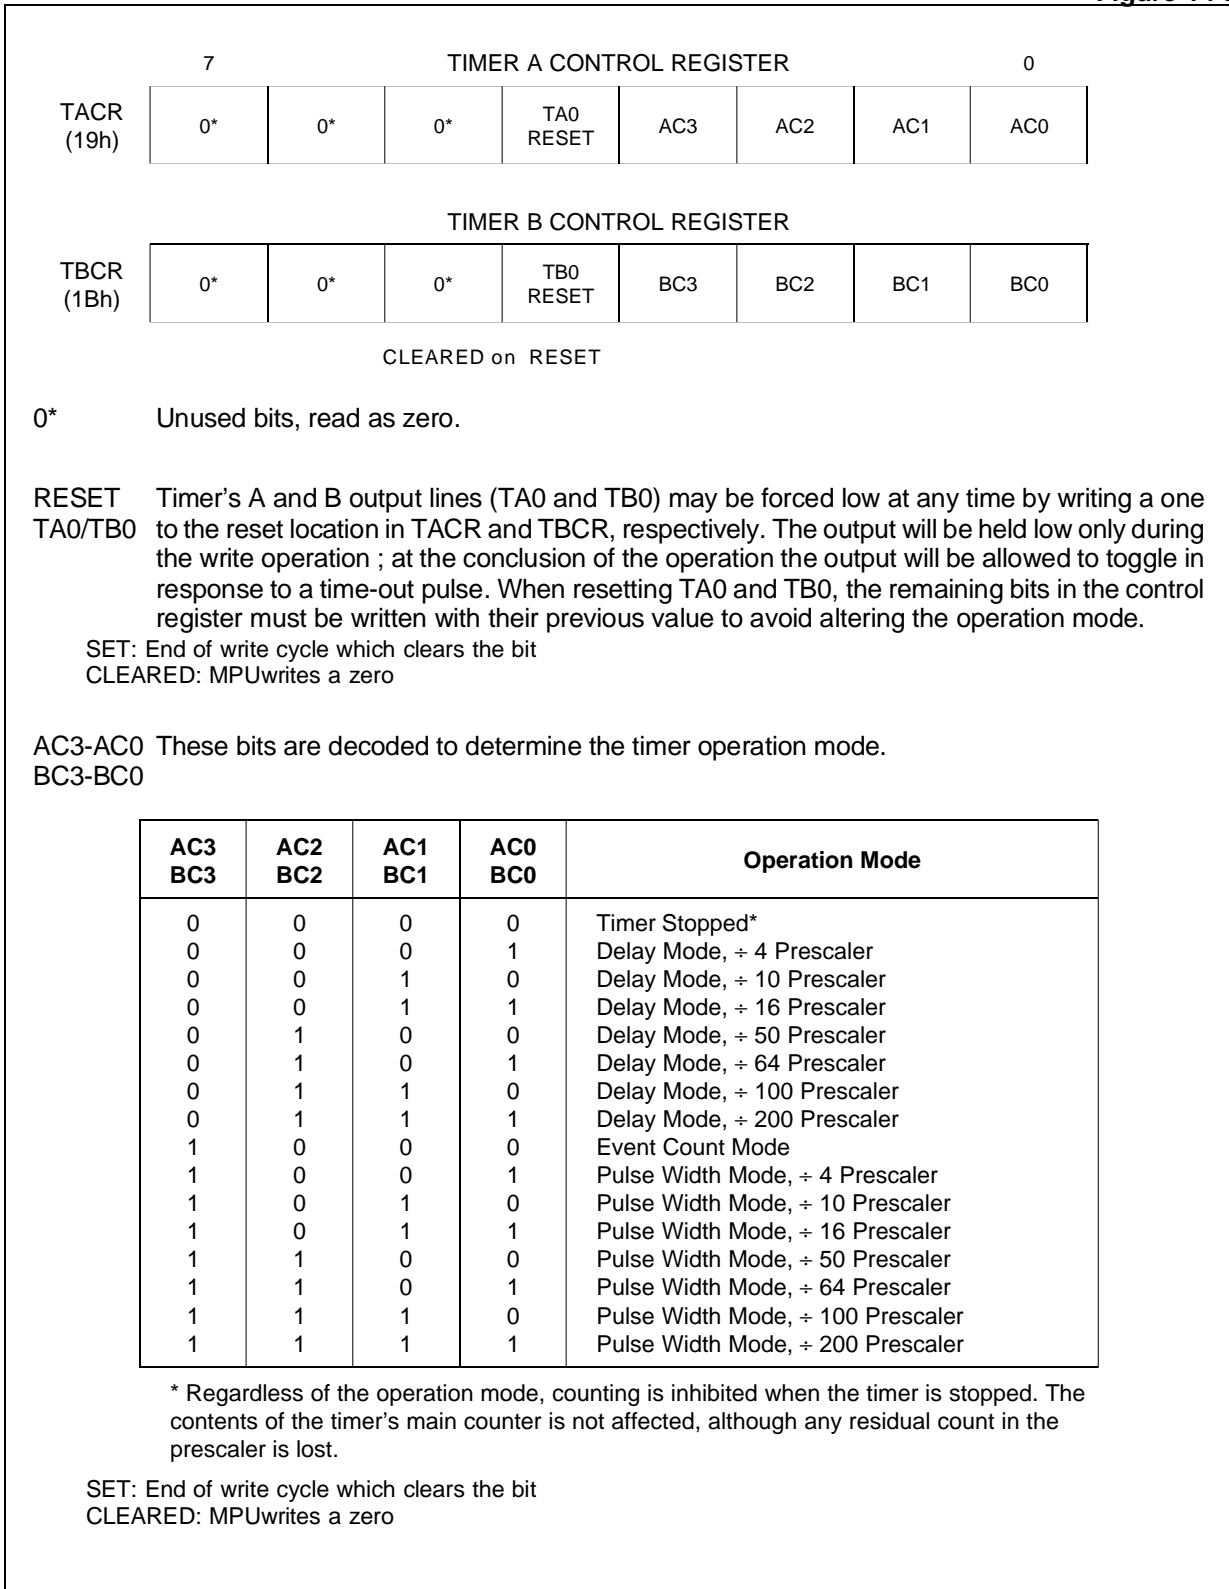 7 TIMER A CONTROL REGISTER 0
TACR (19h) 0* 0* 0* TA0 RESET AC3 AC2 AC1 AC0
TIMER B CONTROL REGISTER
TBCR (1Bh) 0* 0* 0* TB0 RESET BC3 BC2 BC1 BC0
CLEARED on RESET
0* Unused bits, read as zero.
RESET Timer's A and B output lines (TA0 and TB0) may be forced low at any time by writing a one
TA0/TB0 to the reset location in TACR and TBCR, respectively. The output will be held low only during
the write operation ; at the conclusion of the operation the output will be allowed to toggle in
response to a time-out pulse. When resetting TA0 and TB0, the remaining bits in the control
register must be written with their previous value to avoid altering the operation mode.
SET: End of write cycle which clears the bit
CLEARED: MPUwrites a zero
AC3-AC0 These bits are decoded to determine the timer operation mode.
BC3-BC0
AC3 BC3 AC2 BC2 AC1 BC1 AC0 BC0 Operation Mode
0 0 0 0 Timer Stopped*
0 0 0 1 Delay Mode, ÷ 4 Prescaler
0 0 1 0 Delay Mode, ÷ 10 Prescaler
0 0 1 1 Delay Mode, ÷ 16 Prescaler
0 1 0 0 Delay Mode, ÷ 50 Prescaler
0 1 0 1 Delay Mode, ÷ 64 Prescaler
0 1 1 0 Delay Mode, ÷ 100 Prescaler
0 1 1 1 Delay Mode, ÷ 200 Prescaler
1 0 0 0 Event Count Mode
1 0 0 1 Pulse Width Mode, ÷ 4 Prescaler
1 0 1 0 Pulse Width Mode, ÷ 10 Prescaler
1 0 1 1 Pulse Width Mode, ÷ 16 Prescaler
1 1 0 0 Pulse Width Mode, ÷ 50 Prescaler
1 1 0 1 Pulse Width Mode, ÷ 64 Prescaler
1 1 1 0 Pulse Width Mode, ÷ 100 Prescaler
1 1 1 1 Pulse Width Mode, ÷ 200 Prescaler
* Regardless of the operation mode, counting is inhibited when the timer is stopped. The
contents of the timer's main counter is not affected, although any residual count in the
prescaler is lost.
SET: End of write cycle which clears the bit
CLEARED: MPUwrites a zero